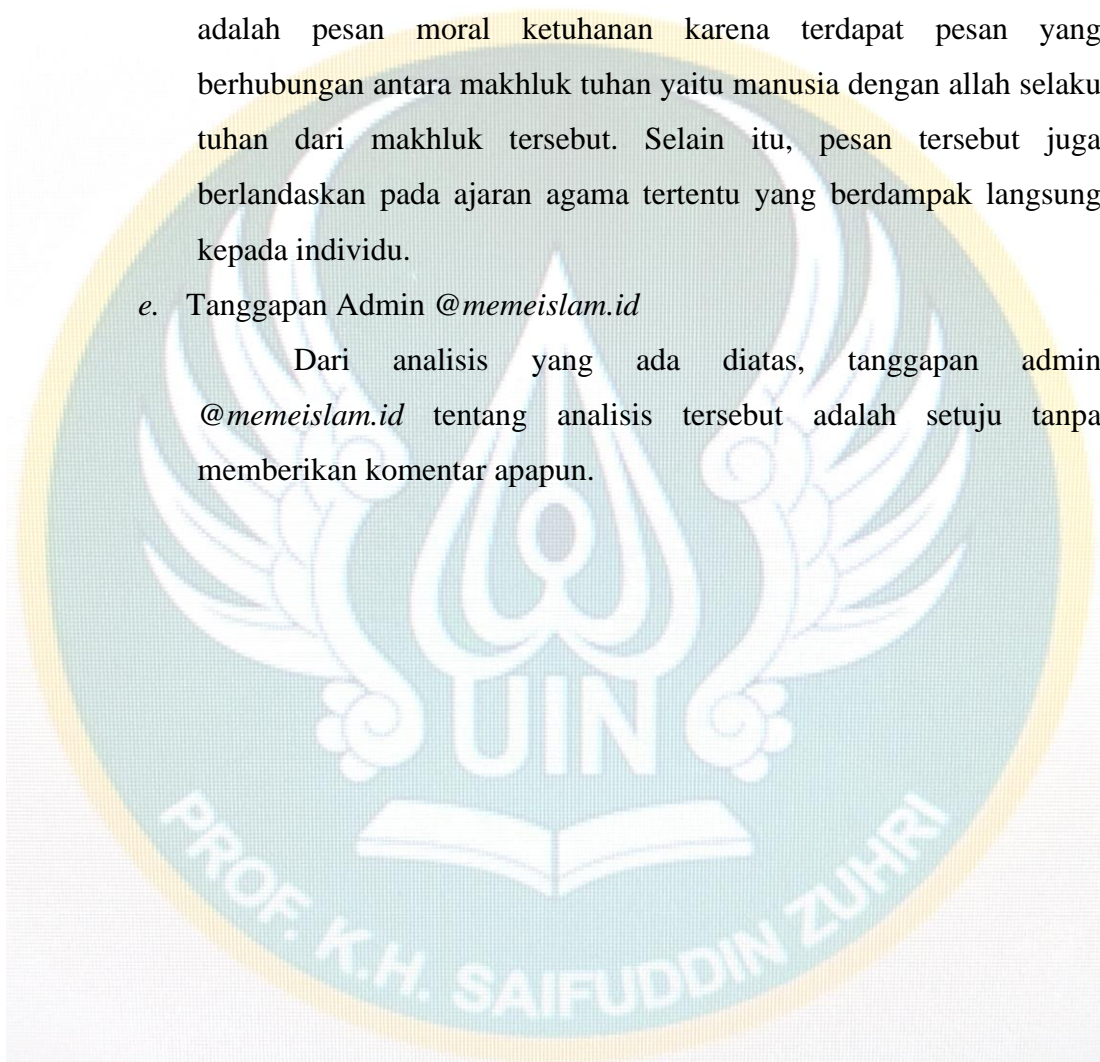 adalah pesan moral ketuhanan karena terdapat pesan yang
berhubungan antara makhluk tuhan yaitu manusia dengan allah selaku
tuhan dari makhluk tersebut. Selain itu, pesan tersebut juga
berlandaskan pada ajaran agama tertentu yang berdampak langsung
kepada individu.
e. Tanggapan Admin @memeislam.id
Dari analisis yang ada diatas, tanggapan admin
@memeislam.id tentang analisis tersebut adalah setuju tanpa
memberikan komentar apapun.
UIN
PROF. K.H. SAIFUDDIN ZUHRI